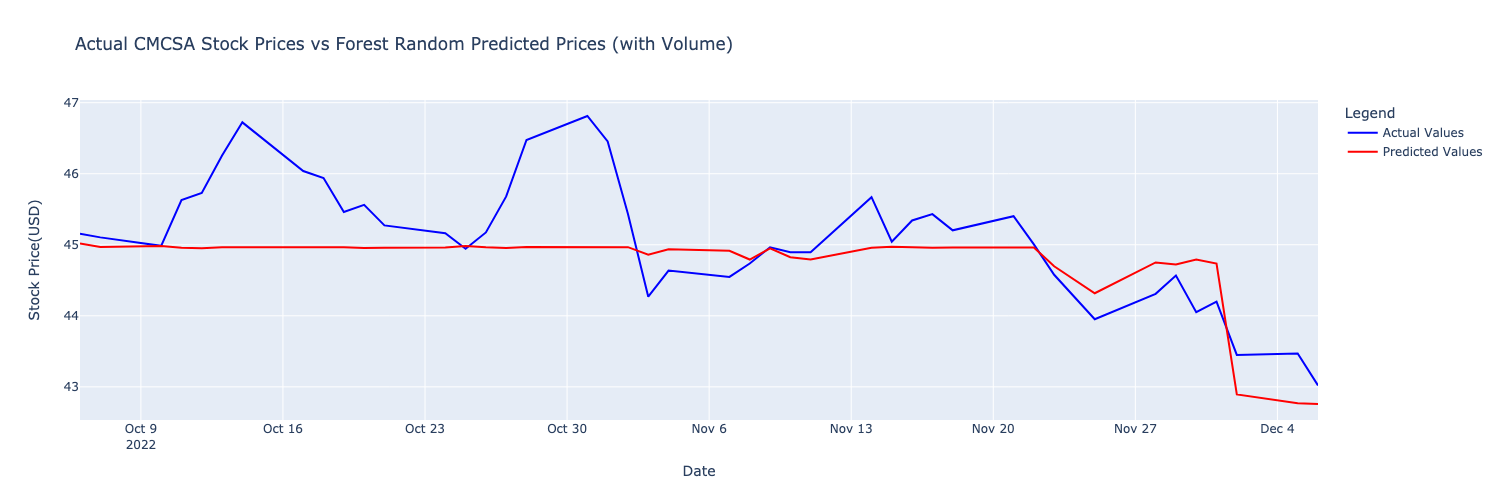 Actual CMCSA Stock Prices vs Forest Random Predicted Prices (with Volume)
Legend
Actual Values
Predicted Values
Stock Price(USD)
47
46
45
44
43
Oct 9
2022
Oct 16
Oct 23
Oct 30
Nov 6
Nov 13
Nov 20
Nov 27
Dec 4
Date